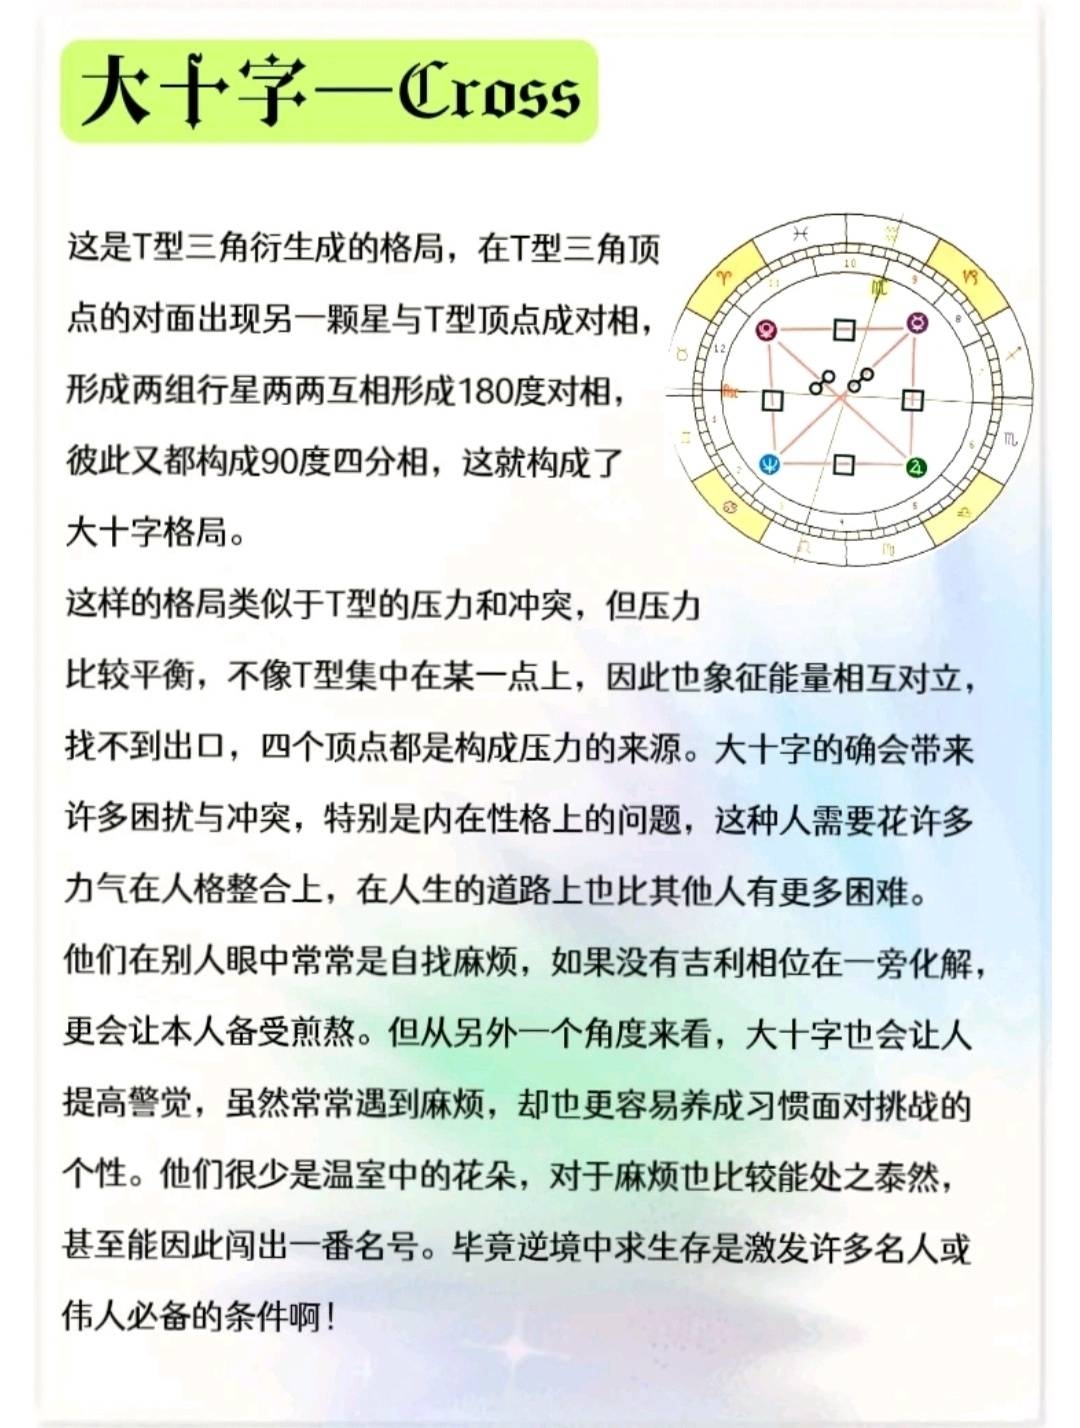 大十字—Cross
这是T型三角衍生成的格局，在T型三角顶
点的对面出现另一颗星与T型顶点成对相，
形成两组行星两两互相形成180度对相，
彼此又都构成90度四分相，这就构成了
大十字格局。
这样的格局类似于T型的压力和冲突，但压力
比较平衡，不像T型集中在某一点上，因此也象征能量相互对立，
找不到出口，四个顶点都是构成压力的来源。大十字的确会带来
许多困扰与冲突，特别是内在性格上的问题，这种人需要花许多
力气在人格整合上，在人生的道路上也比其他人有更多困难。
他们在别人眼中常常是自找麻烦，如果没有吉利相位在一旁化解，
更会让本人备受煎熬。但从另外一个角度来看，大十字也会让人
提高警觉，虽然常常遇到麻烦，却也更容易养成习惯面对挑战的
个性。他们很少是温室中的花朵，对于麻烦也比较能处之泰然，
甚至能因此闯出一番名号。毕竟逆境中求生存是激发许多名人或
伟人必备的条件啊！
♓
♒
♈
♑
11
10
9
MC
8
♉
12
♐
7
Asc
1
♊
♏
6
2
♋
♎
5
4
♌
♍